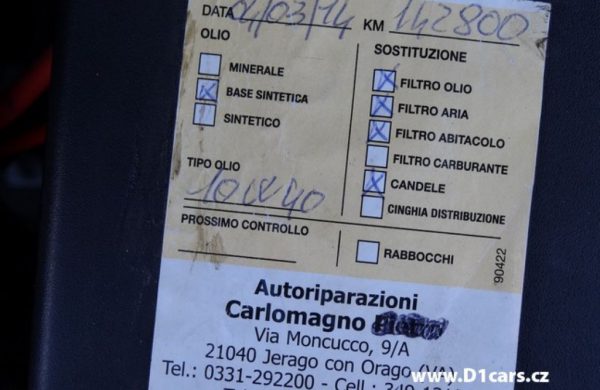 DATA 04/03/14 KM 142800
OLIO
MINERALE
BASE SINTETICA
SINTETICO
TIPO OLIO
10W40
SOSTITUZIONE
FILTRO OLIO
FILTRO ARIA
FILTRO ABITACOLO
FILTRO CARBURANTE
CANDELE
CINGHIA DISTRIBUZIONE
PROSSIMO CONTROLLO
RABBOCCHI
90422
Autoriparazioni
Carlomagno
Via Moncucco, 9/A
21040 Jerago con Orago (VA)
Tel.: 0331-292200 - Cell.:
www.D1cars.cz